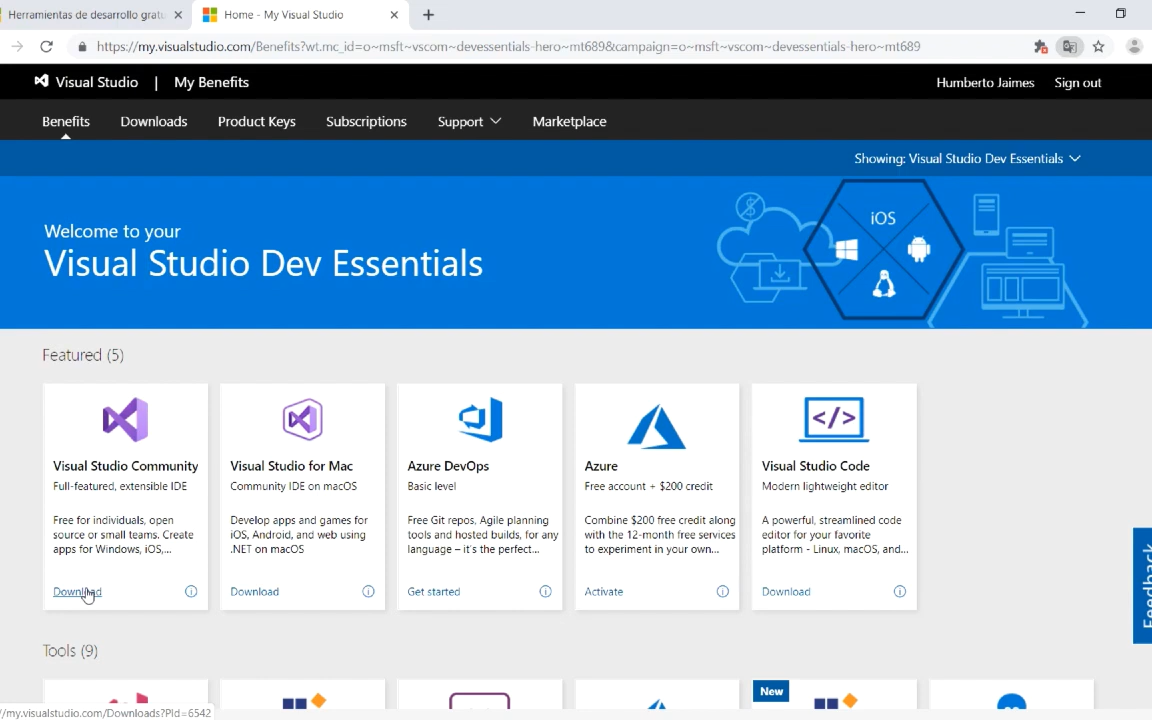 Herramientas de desarrollo gratu
Home - My Visual Studio
https://my.visualstudio.com/Benefits?wt.mc_id=o~msft~vscom~devessentials-hero~mt689&campaign=o~msft~vscom~devessentials-hero~mt689
Visual Studio | My Benefits
Humberto Jaimes Sign out
Benefits Downloads Product Keys Subscriptions Support Marketplace
Showing: Visual Studio Dev Essentials
Welcome to your
Visual Studio Dev Essentials
iOS
Featured (5)
Visual Studio Community
Full-featured, extensible IDE
Free for individuals, open
source or small teams. Create
apps for Windows, iOS,...
Download
Visual Studio for Mac
Community IDE on macOS
Develop apps and games for
iOS, Android, and web using
.NET on macOS
Download
Azure DevOps
Basic level
Free Git repos, Agile planning
tools and hosted builds, for any
language – it's the perfect...
Get started
Azure
Free account + $200 credit
Combine $200 free credit along
with the 12-month free services
to experiment in your own...
Activate
Visual Studio Code
Modern lightweight editor
A powerful, streamlined code
editor for your favorite
platform - Linux, macOS, and...
Download
Feedback
Tools (9)
New
//my.visualstudio.com/Downloads?PId=6542